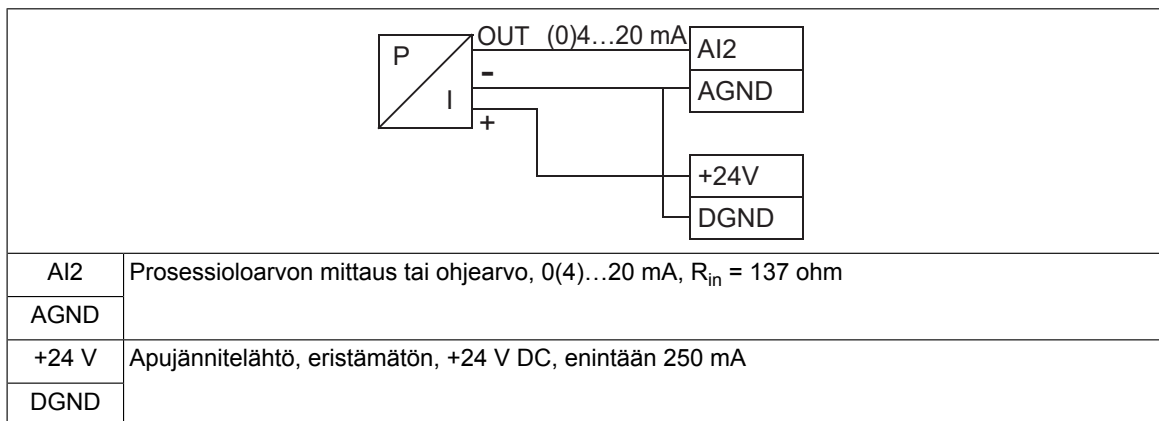 OUT (0)4…20 mA
P
I
-
+
AI2
AGND
+24V
DGND
AI2 Prosessioloarvon mittaus tai ohjearvo, 0(4)…20 mA, Rin = 137 ohm
AGND
+24 V Apujännitelähtö, eristämätön, +24 V DC, enintään 250 mA
DGND